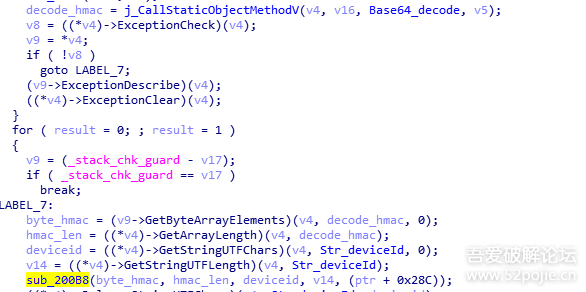 decode_hmac = j_CallStaticObjectMethodV(v4, v16, Base64_decode, v5);
v8 = ((*v4)->ExceptionCheck)(v4);
v9 = *v4;
if ( !v8 )
goto LABEL_7;
(v9->ExceptionDescribe)(v4);
((*v4)->ExceptionClear)(v4);
}
for ( result = 0; ; result = 1 )
{
v9 = (_stack_chk_guard - v17);
if ( _stack_chk_guard == v17 )
break;
LABEL_7:
byte_hmac = (v9->GetByteArrayElements)(v4, decode_hmac, 0);
hmac_len = ((*v4)->GetArrayLength)(v4, decode_hmac);
deviceid = ((*v4)->GetStringUTFChars)(v4, Str_deviceId, 0);
v14 = ((*v4)->GetStringUTFLength)(v4, Str_deviceId);
sub_200B8(byte_hmac, hmac_len, deviceid, v14, (ptr + 0x28C));
吾爱破解论坛
www.52pojie.cn